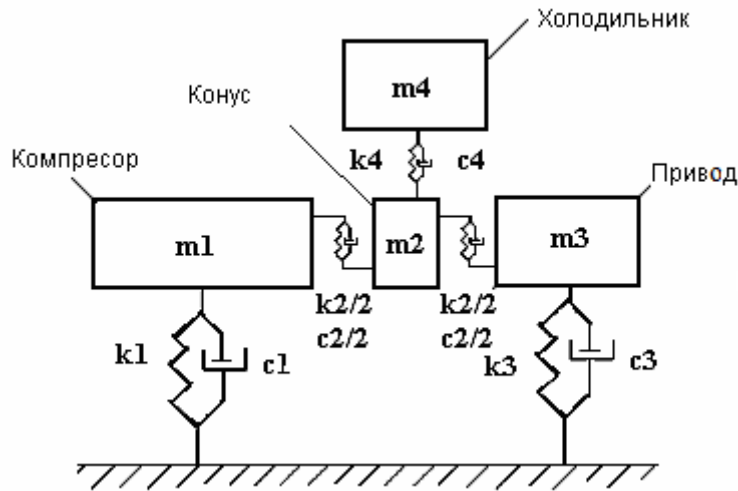 Холодильник
m4
Конус
k4 c4
Компресор
Привод
m1
m2
m3
k2/2
c2/2
k2/2
c2/2
k1
c1
k3
c3